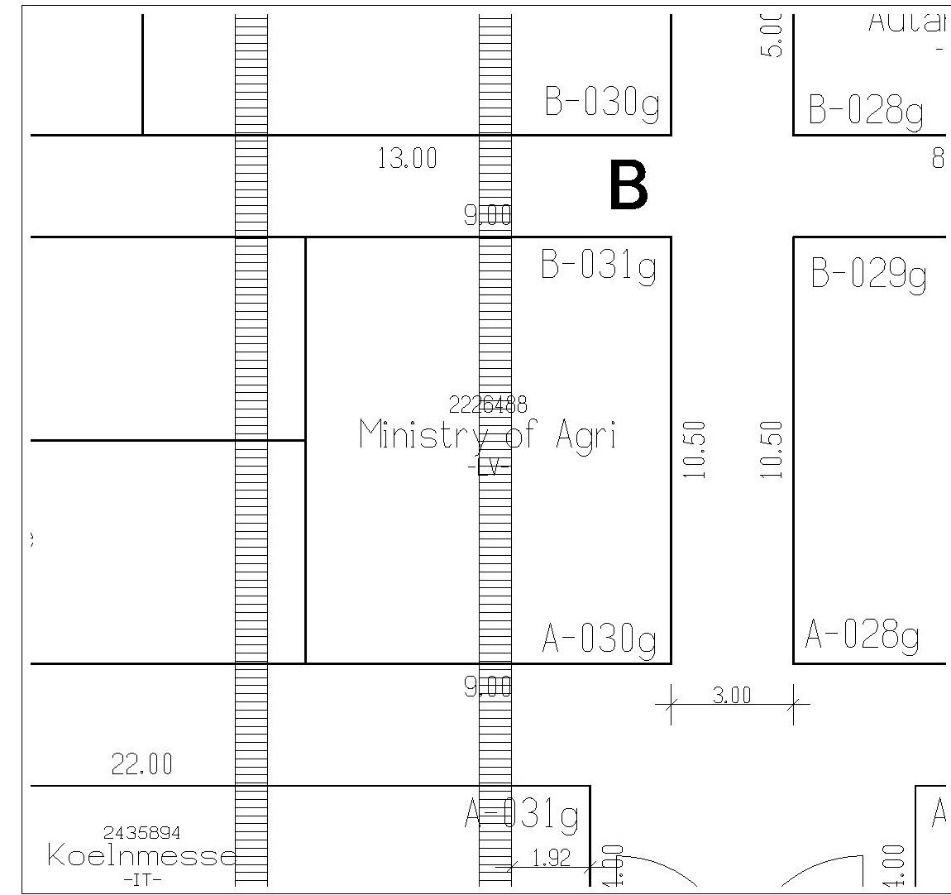 5.00
B-030g
B-028g
13.00
B
9.00
B-031g
B-029g
2226488
Ministry of Agri
-LV-
10.50
10.50
A-030g
A-028g
9.00
3.00
22.00
A-031g
A
2435894
Koelnmesse
-IT-
1.92
1.00
1.00